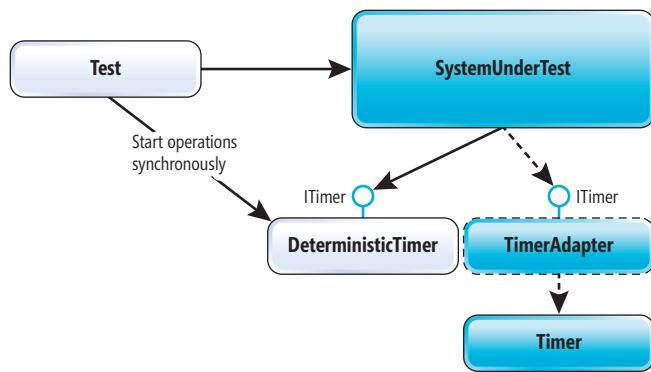 Test
SystemUnderTest
Start operations
synchronously
ITimer
ITimer
DeterministicTimer
TimerAdapter
Timer